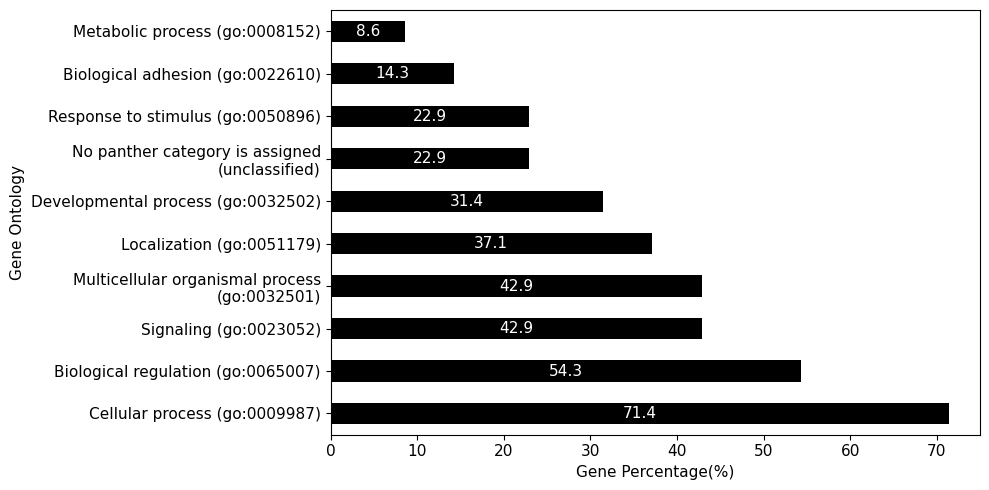 Metabolic process (go:0008152)
8.6
Biological adhesion (go:0022610)
14.3
Response to stimulus (go:0050896)
22.9
No panther category is assigned
(unclassified)
22.9
Developmental process (go:0032502)
31.4
Localization (go:0051179)
37.1
Multicellular organismal process
(go:0032501)
42.9
Signaling (go:0023052)
42.9
Biological regulation (go:0065007)
54.3
Cellular process (go:0009987)
71.4
Gene Ontology
0 10 20 30 40 50 60 70
Gene Percentage(%)